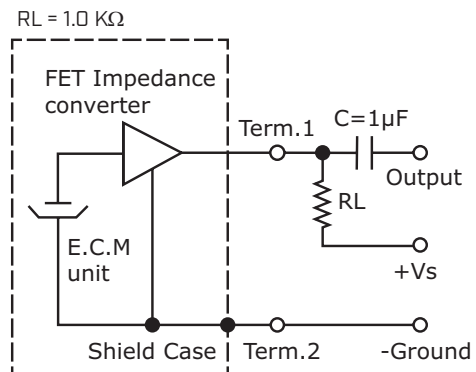 RL = 1.0 KΩ
FET Impedance
converter
Term.1
C=1µF
Output
RL
E.C.M
unit
+Vs
Shield Case
Term.2
-Ground